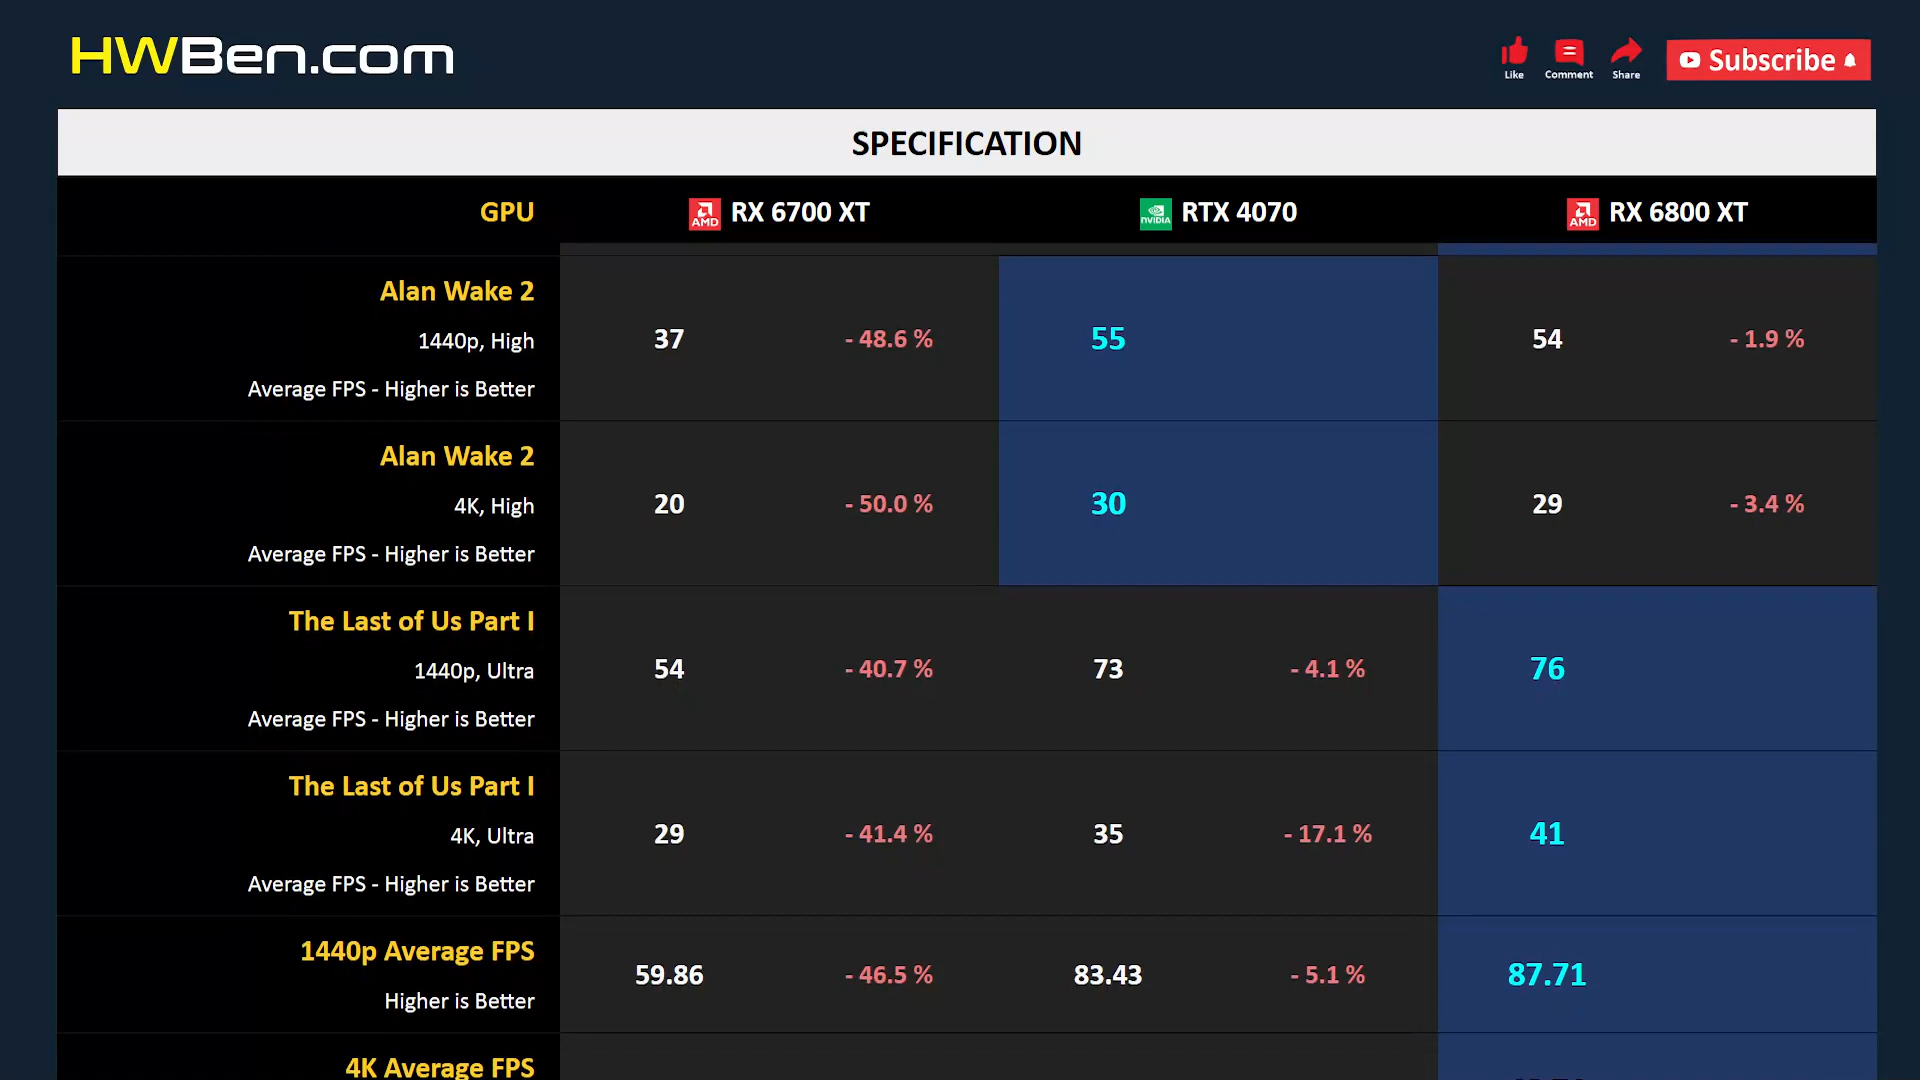 HWBen.com
Like
Comment
Share
Subscribe
SPECIFICATION
GPU
AMD RX 6700 XT
NVIDIA RTX 4070
AMD RX 6800 XT
Alan Wake 2
1440p, High
Average FPS - Higher is Better
37 - 48.6 % 55 54 - 1.9 %
Alan Wake 2
4K, High
Average FPS - Higher is Better
20 - 50.0 % 30 29 - 3.4 %
The Last of Us Part I
1440p, Ultra
Average FPS - Higher is Better
54 - 40.7 % 73 - 4.1 % 76
The Last of Us Part I
4K, Ultra
Average FPS - Higher is Better
29 - 41.4 % 35 - 17.1 % 41
1440p Average FPS
Higher is Better
59.86 - 46.5 % 83.43 - 5.1 % 87.71
4K Average FPS